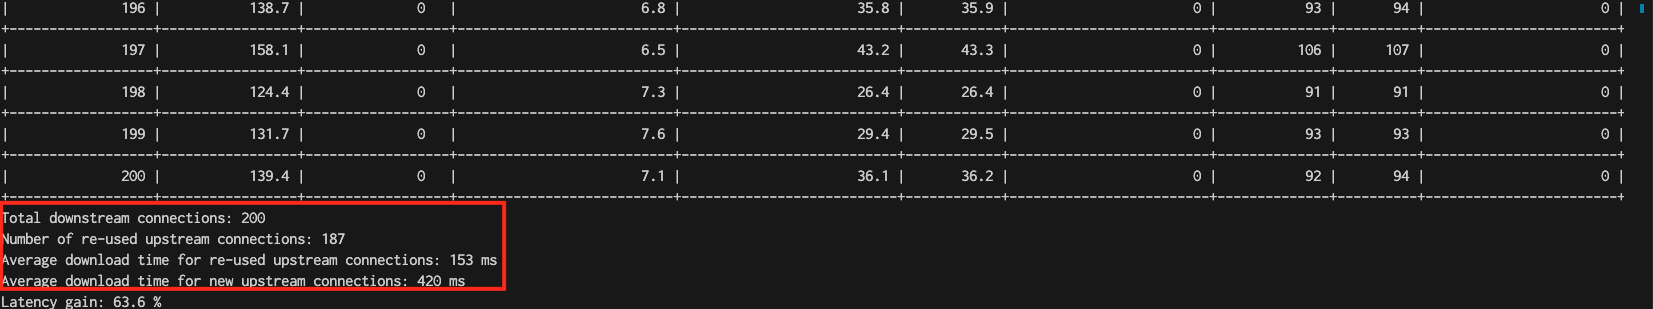 | 196 | 138.7 | 0 | 6.8 | 35.8 | 35.9 | 0 | 93 | 94 | 0 |
| 197 | 158.1 | 0 | 6.5 | 43.2 | 43.3 | 0 | 106 | 107 | 0 |
| 198 | 124.4 | 0 | 7.3 | 26.4 | 26.4 | 0 | 91 | 91 | 0 |
| 199 | 131.7 | 0 | 7.6 | 29.4 | 29.5 | 0 | 93 | 93 | 0 |
| 200 | 139.4 | 0 | 7.1 | 36.1 | 36.2 | 0 | 92 | 94 | 0 |
Total downstream connections: 200
Number of re-used upstream connections: 187
Average download time for re-used upstream connections: 153 ms
Average download time for new upstream connections: 420 ms
Latency gain: 63.6 %